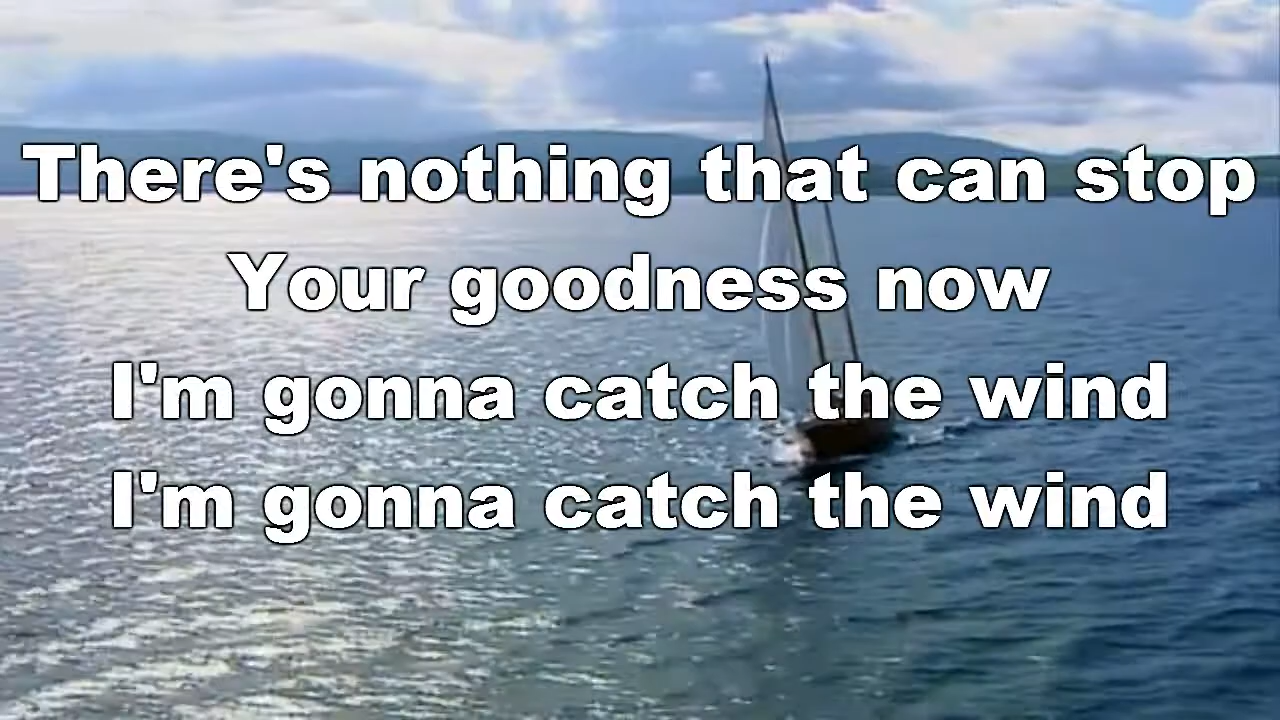 There's nothing that can stop
Your goodness now
I'm gonna catch the wind
I'm gonna catch the wind